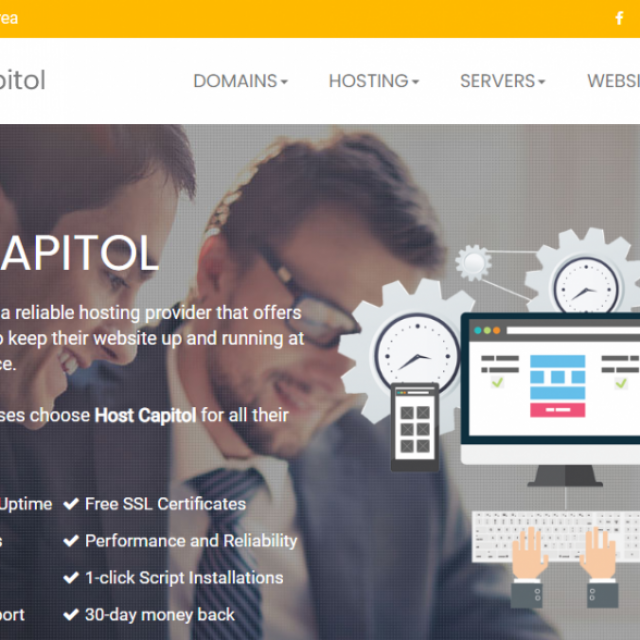 rea
pitol
DOMAINS HOSTING SERVERS WEBSI
APITOL
a reliable hosting provider that offers
o keep their website up and running at
ce.
ses choose Host Capitol for all their
Uptime Free SSL Certificates
s Performance and Reliability
1-click Script Installations
port 30-day money back